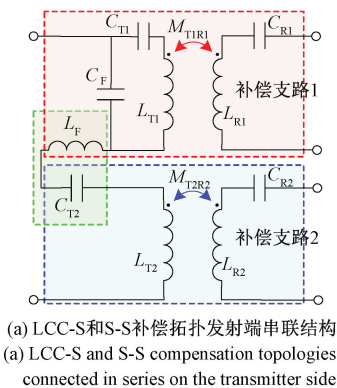 C_T1 M_T1R1 C_R1
C_F
L_T1 L_R1 补偿支路1
L_F
C_T2 M_T2R2 C_R2
L_T2 L_R2 补偿支路2
(a) LCC-S和S-S补偿拓扑发射端串联结构
(a) LCC-S and S-S compensation topologies
connected in series on the transmitter side